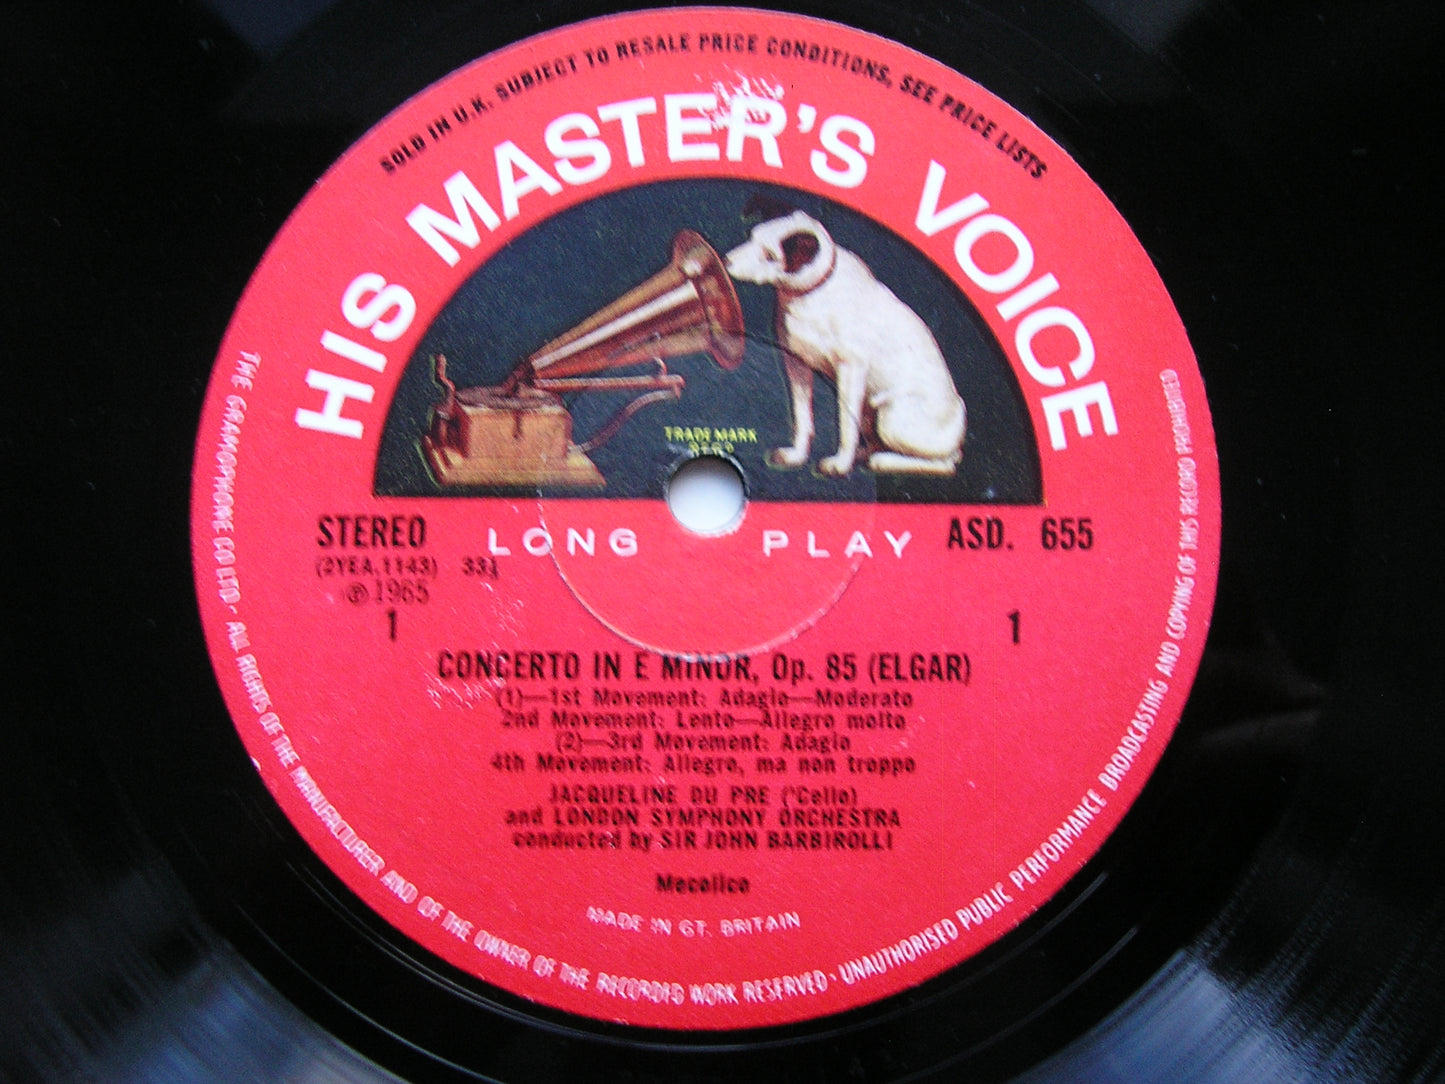 SOLD IN U.K. SUBJECT TO RESALE PRICE CONDITIONS, SEE PRICE LISTS
HIS MASTER'S VOICE
TRADE MARK
REGD
STEREO
LONG PLAY
ASD. 655
(2YEA.1143) 33⅓
℗1965
1
1
CONCERTO IN E MINOR, Op. 85 (ELGAR)
(1)—1st Movement: Adagio—Moderato
2nd Movement: Lento—Allegro molto
(2)—3rd Movement: Adagio
4th Movement: Allegro, ma non troppo
JACQUELINE DU PRE ('Cello)
and LONDON SYMPHONY ORCHESTRA
conducted by SIR JOHN BARBIROLLI
Mecolico
MADE IN GT. BRITAIN
THE GRAMOPHONE CO LTD · ALL RIGHTS OF THE MANUFACTURER AND OF THE OWNER OF THE RECORDED WORK RESERVED · UNAUTHORISED PUBLIC PERFORMANCE BROADCASTING AND COPYING OF THIS RECORD PROHIBITED